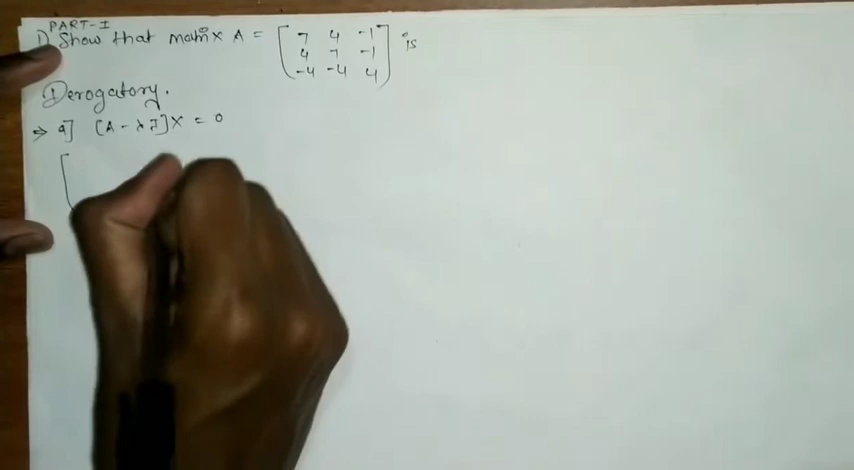 PART-I
1) Show that matrix A = [ 7 4 -1 ] is
4 7 -1
-4 -4 4
Derogatory.
⇒ a] [A - λI]X = 0
[